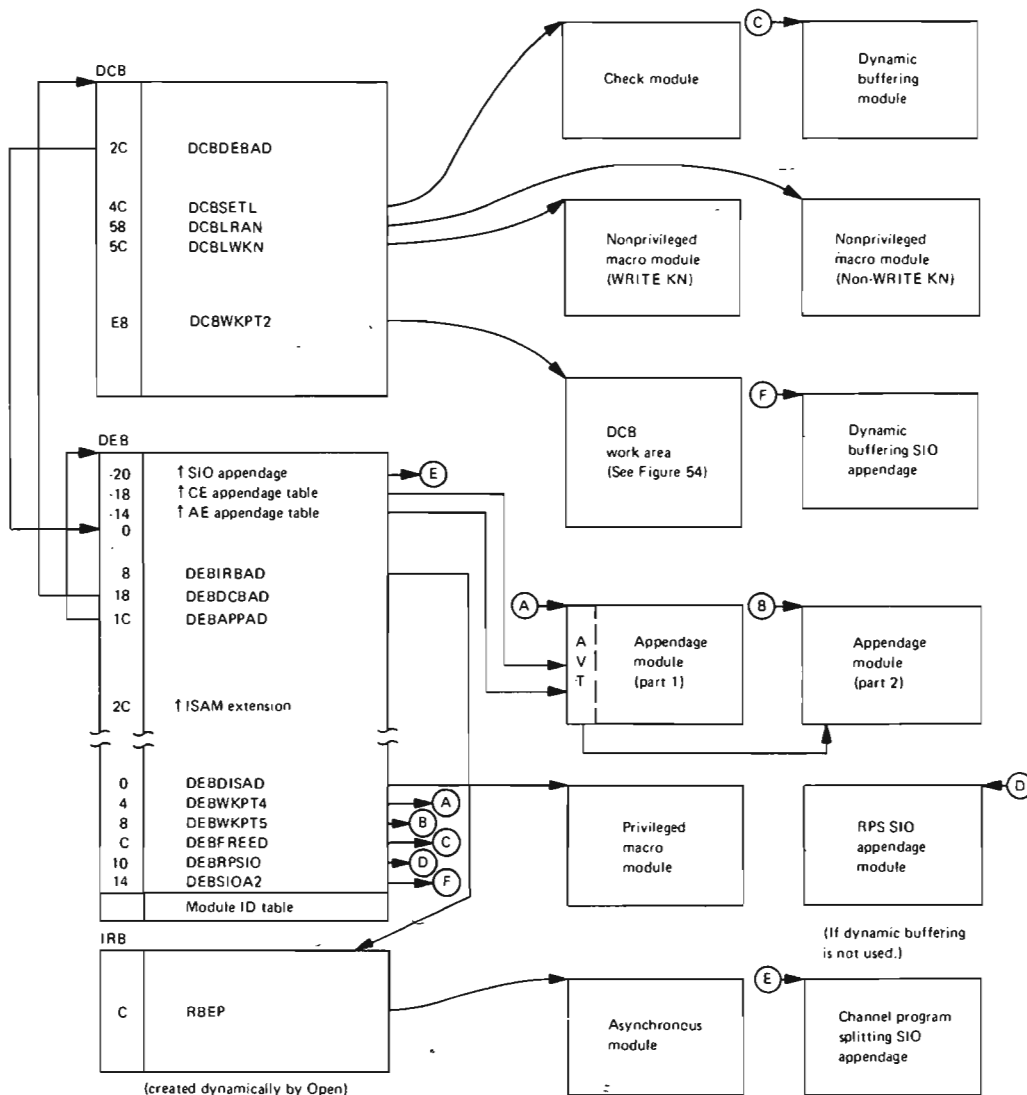 DCB
2C DCBDEBAD
4C DCBSETL
58 DCBLRAN
5C DCBLWKN
E8 DCBWKPT2
Check module
C
Dynamic
buffering
module
Nonprivileged
macro module
(WRITE KN)
Nonprivileged
macro module
(Non-WRITE KN)
DCB
work area
(See Figure 54)
F
Dynamic
buffering SIO
appendage
DEB
-20 ↑ SIO appendage
E
-18 ↑ CE appendage table
-14 ↑ AE appendage table
0
8 DEBIRBAD
18 DEBDCBAD
1C DEBAPPAD
2C ↑ ISAM extension
A
A
V
T
Appendage
module
(part 1)
B
Appendage
module
(part 2)
0 DEBDISAD
4 DEBWKPT4
A
8 DEBWKPT5
B
C DEBFREED
C
10 DEBRPSIO
D
14 DEBSIOA2
F
Module ID table
Privileged
macro
module
D
RPS SIO
appendage
module
(If dynamic buffering
is not used.)
IRB
C RBEP
(created dynamically by Open)
Asynchronous
module
E
Channel program
splitting SIO
appendage